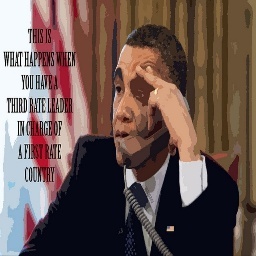 THIS IS
WHAT HAPPENS WHEN
YOU HAVE A
THIRD RATE LEADER
IN CHARGE OF
A FIRST RATE
COUNTRY